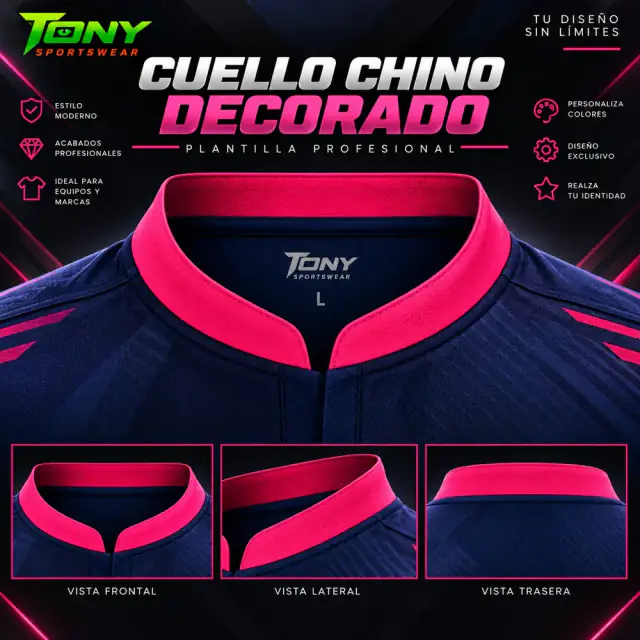 TONY
SPORTSWEAR
TU DISEÑO
SIN LÍMITES
CUELLO CHINO
DECORADO
PLANTILLA PROFESIONAL
ESTILO
MODERNO
ACABADOS
PROFESIONALES
IDEAL PARA
EQUIPOS Y
MARCAS
PERSONALIZA
COLORES
DISEÑO
EXCLUSIVO
REALZA
TU IDENTIDAD
TONY
SPORTSWEAR
L
VISTA FRONTAL
VISTA LATERAL
VISTA TRASERA